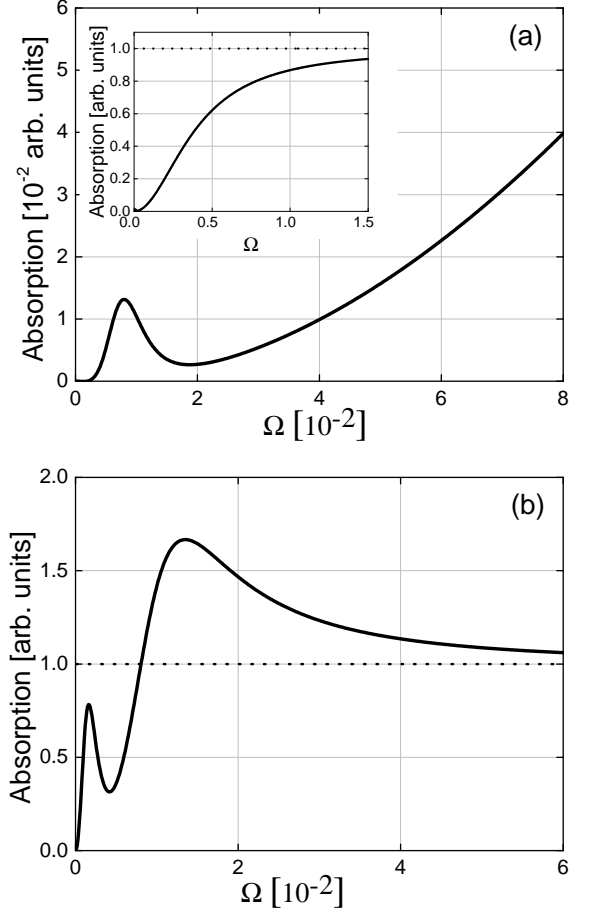 (a)
Absorption [10-2 arb. units]
6
5
4
3
2
1
0
0 2 4 6 8
Ω [10-2]
Absorption [arb. units]
1.0
0.8
0.6
0.4
0.2
0.0
0.0 0.5 1.0 1.5
Ω
(b)
Absorption [arb. units]
2.0
1.5
1.0
0.5
0.0
0 2 4 6
Ω [10-2]